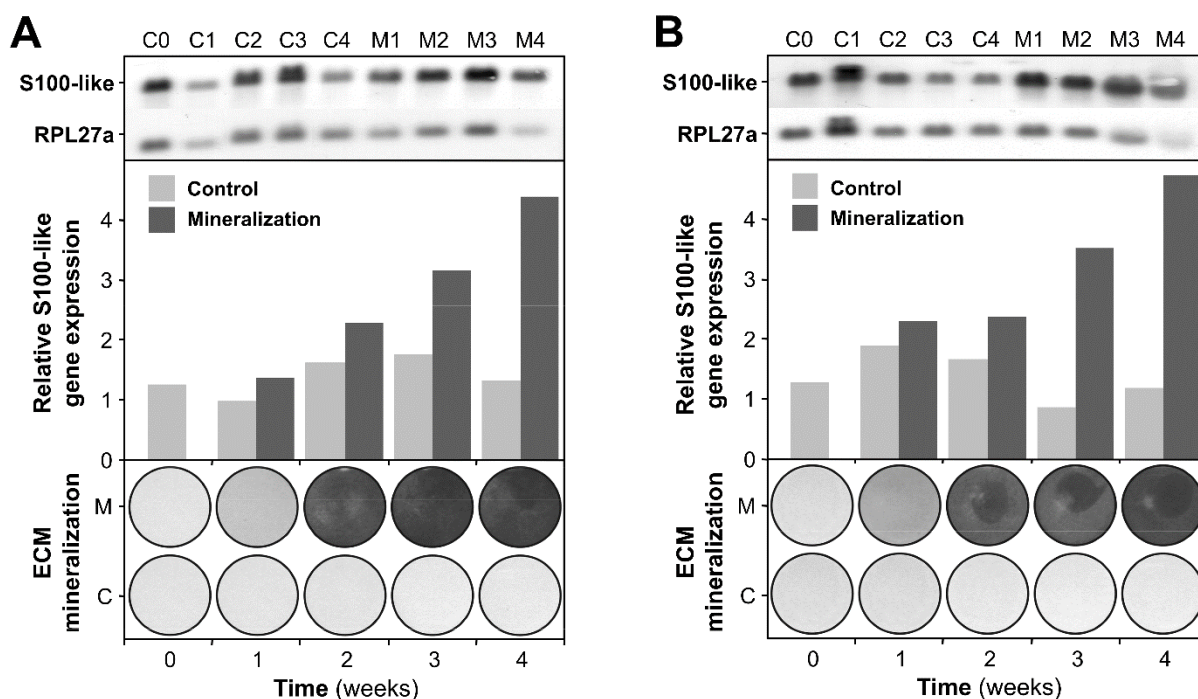 A
C0 C1 C2 C3 C4 M1 M2 M3 M4
S100-like
RPL27a
Control
Mineralization
Relative S100-like
gene expression
4
3
2
1
0
ECM
mineralization
M
C
0 1 2 3 4
Time (weeks)
B
C0 C1 C2 C3 C4 M1 M2 M3 M4
S100-like
RPL27a
Control
Mineralization
Relative S100-like
gene expression
4
3
2
1
0
ECM
mineralization
M
C
0 1 2 3 4
Time (weeks)